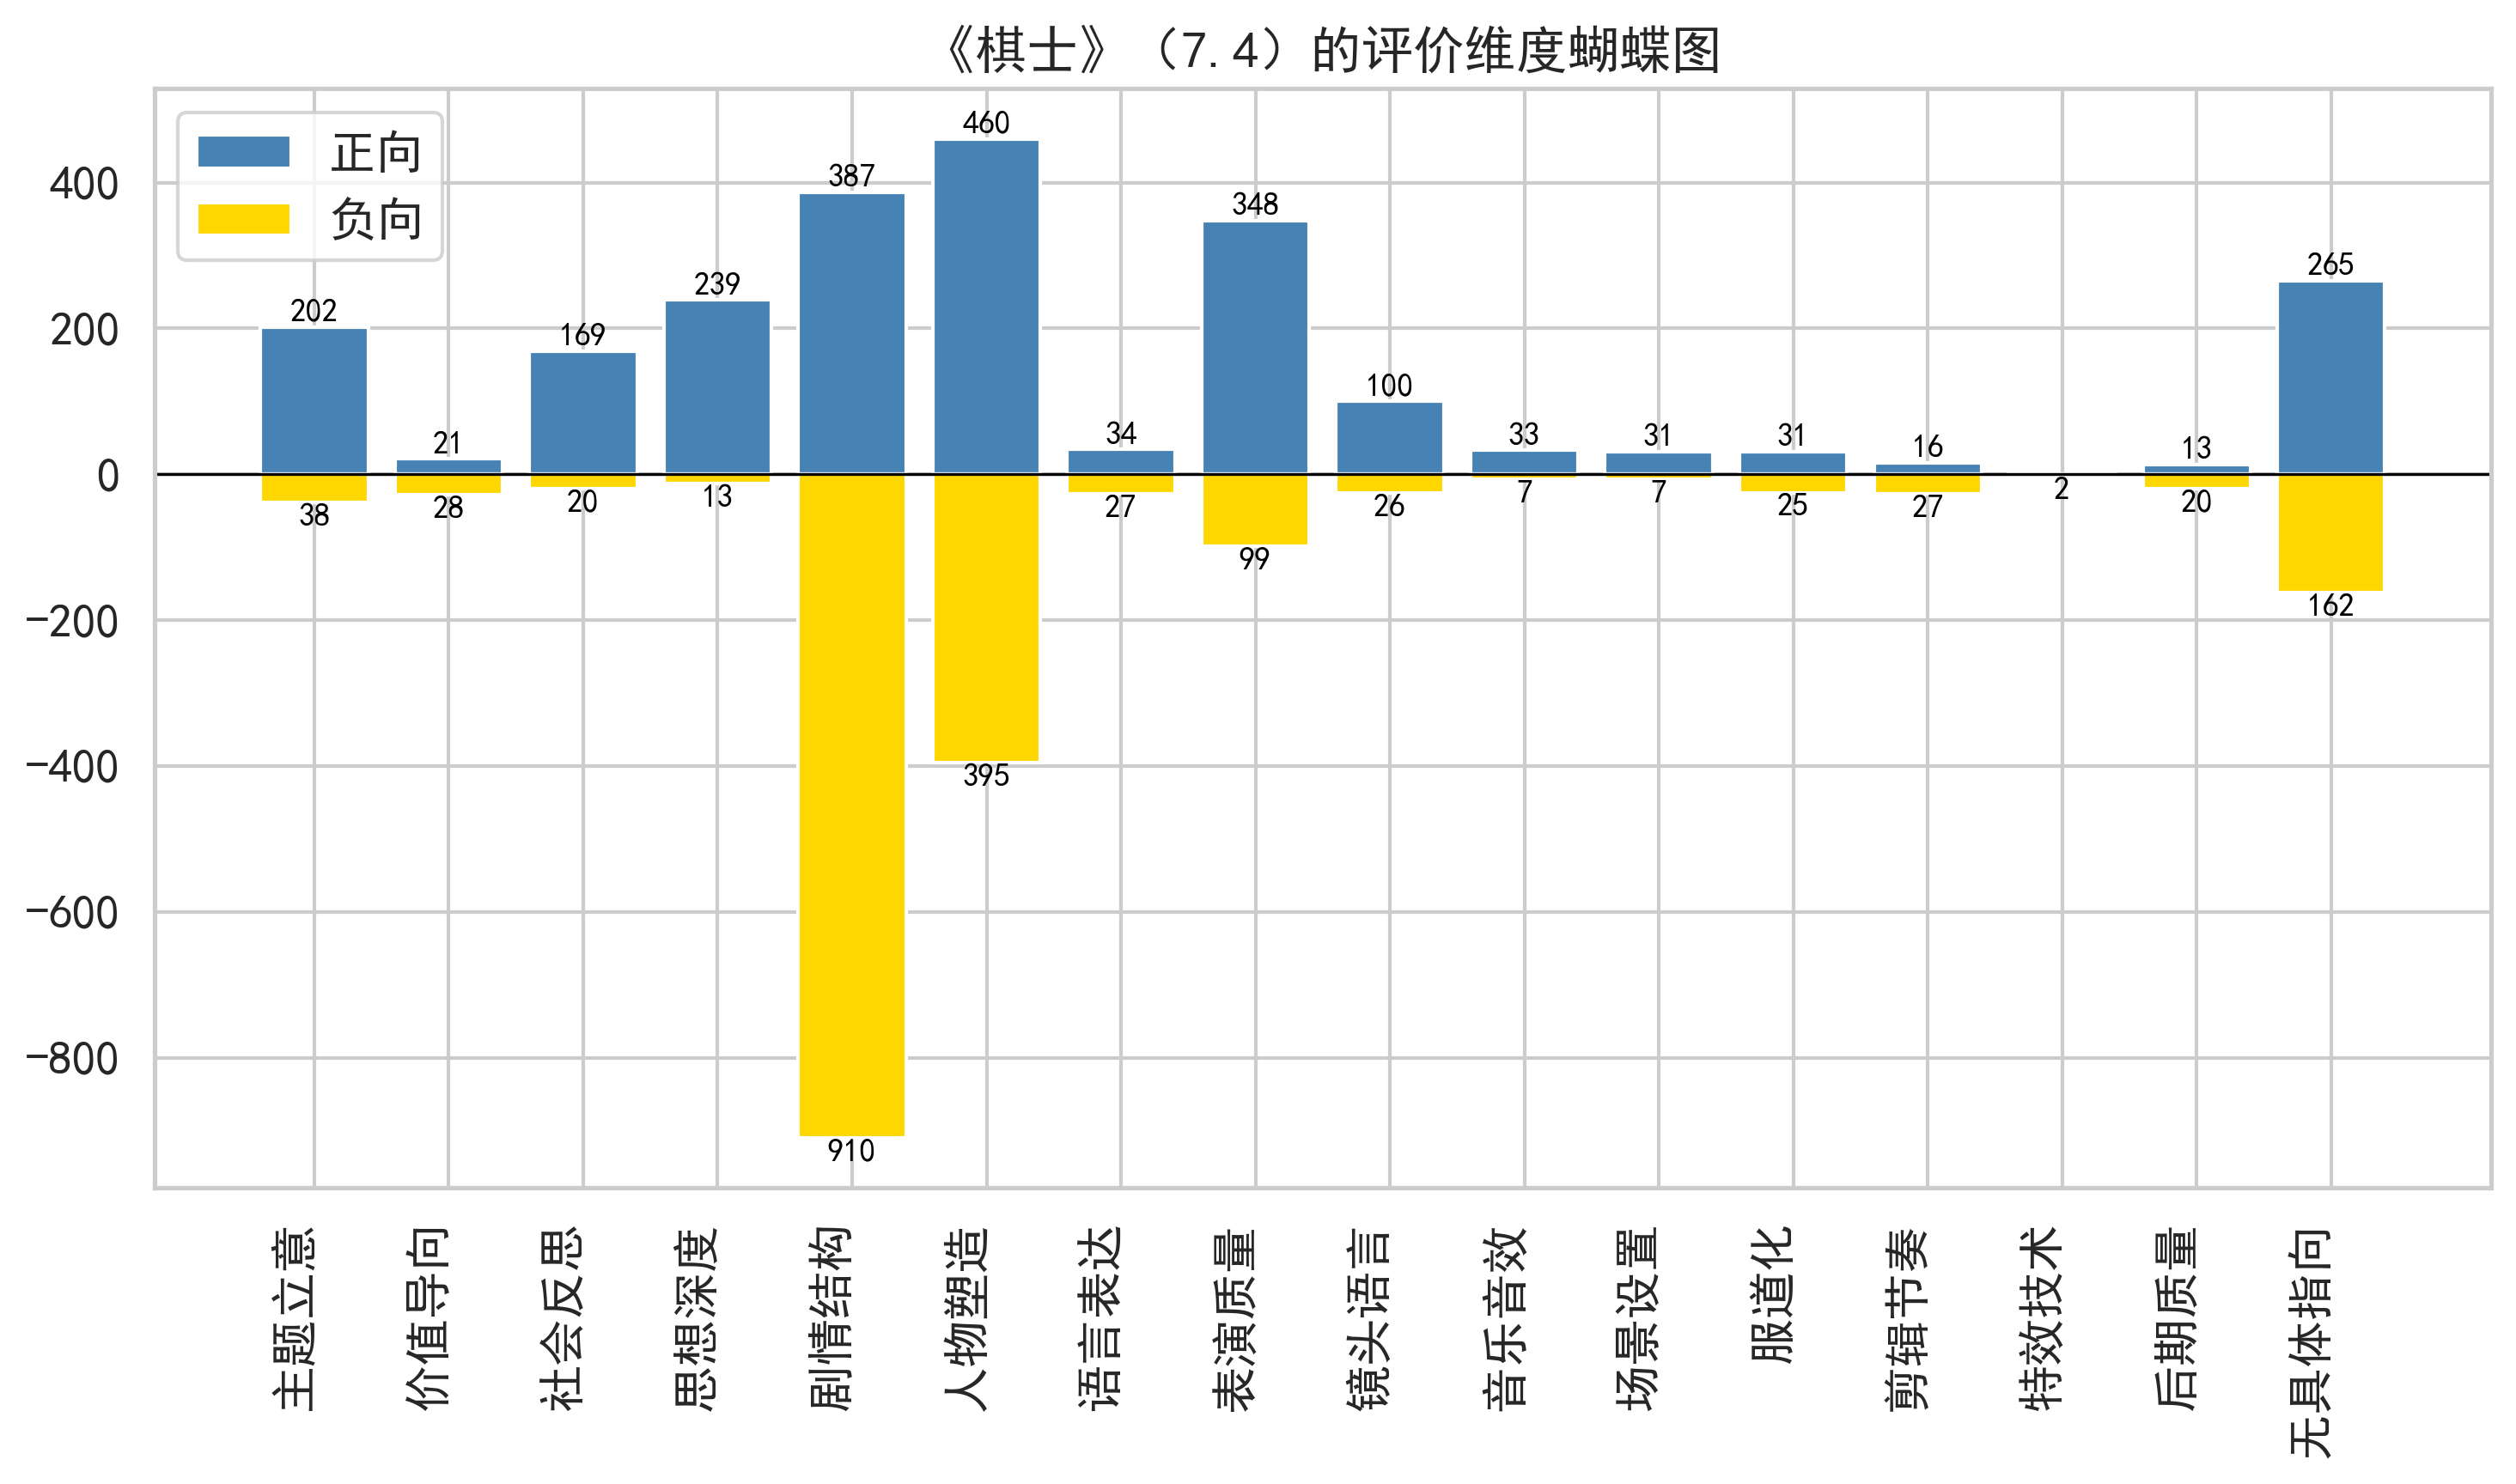 《棋士》（7.4）的评价维度蝴蝶图
正向
负向
400
200
0
−200
−400
−600
−800
202
21
169
239
387
460
34
348
100
33
31
31
16
13
265
38
28
20
13
910
395
27
99
26
7
7
25
27
2
20
162
主题立意
价值导向
社会反思
思想深度
剧情结构
人物塑造
语言表达
表演质量
镜头语言
音乐音效
场景设置
服道化
剪辑节奏
特效技术
后期质量
无具体指向